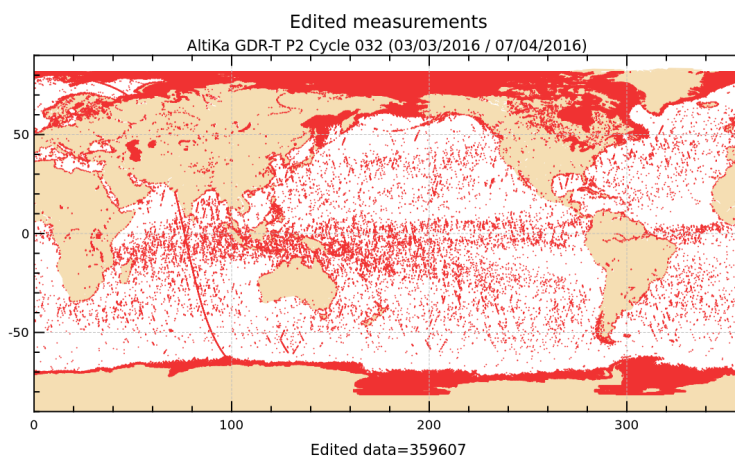 Edited measurements
AltiKa GDR-T P2 Cycle 032 (03/03/2016 / 07/04/2016)
50
0
-50
0 100 200 300
Edited data=359607